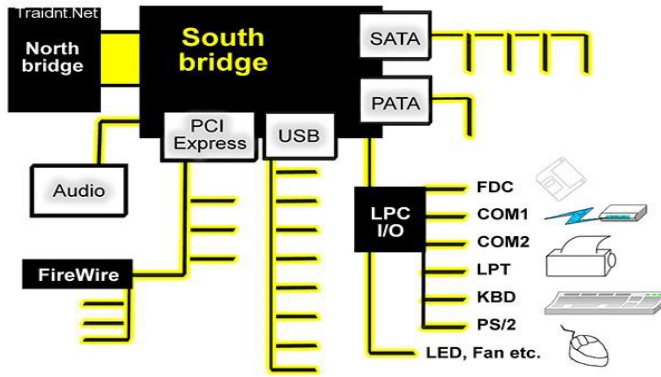 Traidnt.Net
North
bridge
South
bridge
SATA
PATA
PCI
Express
USB
Audio
LPC
I/O
FDC
COM1
COM2
LPT
KBD
PS/2
FireWire
LED, Fan etc.